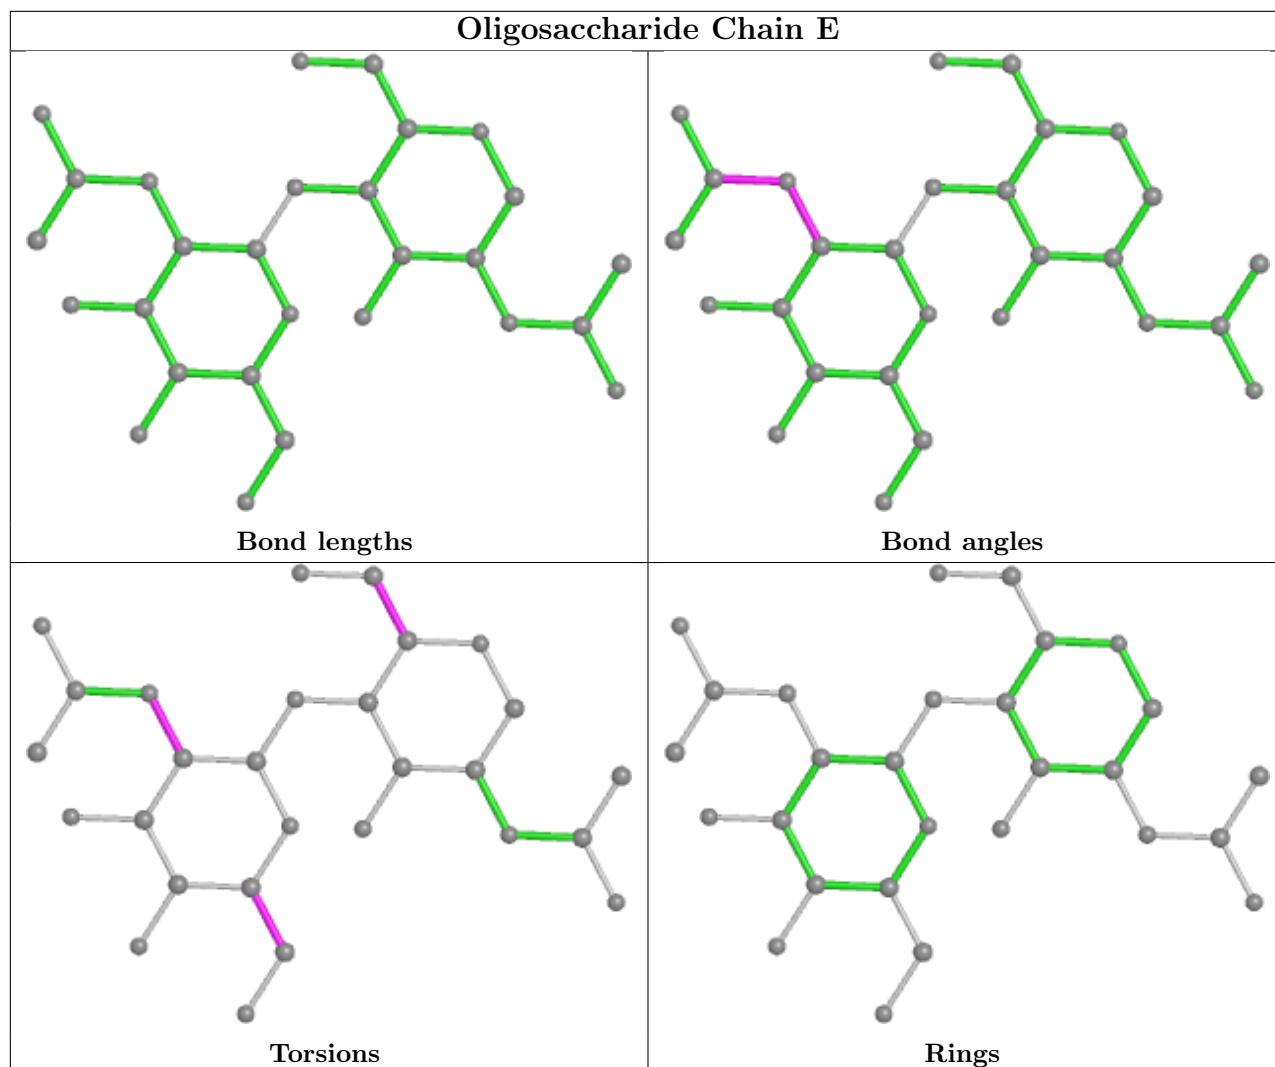 Oligosaccharide Chain E
Bond lengths
Bond angles
Torsions
Rings